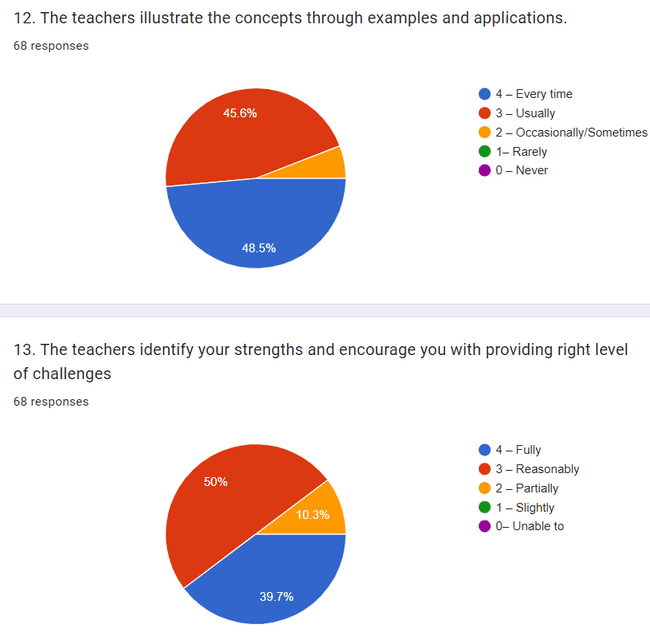 12. The teachers illustrate the concepts through examples and applications.
68 responses
45.6%
48.5%
4 – Every time
3 – Usually
2 – Occasionally/Sometimes
1– Rarely
0 – Never
13. The teachers identify your strengths and encourage you with providing right level
of challenges
68 responses
50%
10.3%
39.7%
4 – Fully
3 – Reasonably
2 – Partially
1 – Slightly
0– Unable to